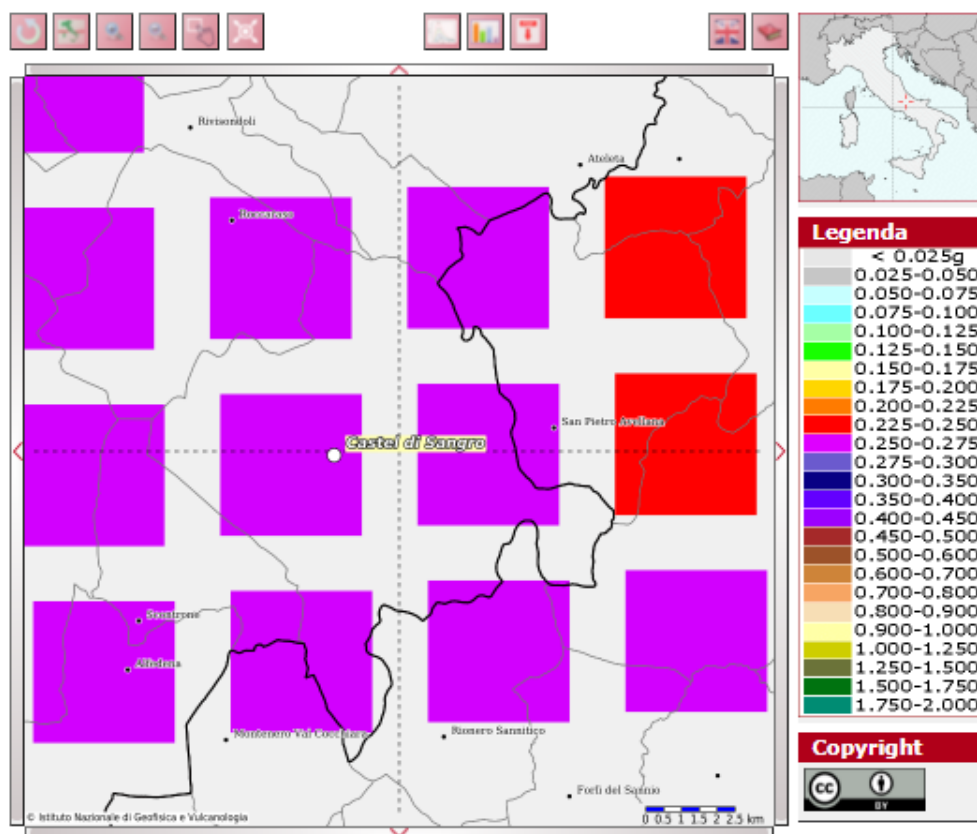 Rivisondoli
Ateleta
Roccaraso
San Pietro Avellana
Castel di Sangro
Scontrone
Alfedena
Montenero Val Cocchiara
Rionero Sannitico
Forlì del Sannio
© Istituto Nazionale di Geofisica e Vulcanologia
0 0.5 1 1.5 2 2.5 km
Legenda
< 0.025g
0.025-0.050
0.050-0.075
0.075-0.100
0.100-0.125
0.125-0.150
0.150-0.175
0.175-0.200
0.200-0.225
0.225-0.250
0.250-0.275
0.275-0.300
0.300-0.350
0.350-0.400
0.400-0.450
0.450-0.500
0.500-0.600
0.600-0.700
0.700-0.800
0.800-0.900
0.900-1.000
1.000-1.250
1.250-1.500
1.500-1.750
1.750-2.000
Copyright
cc
BY